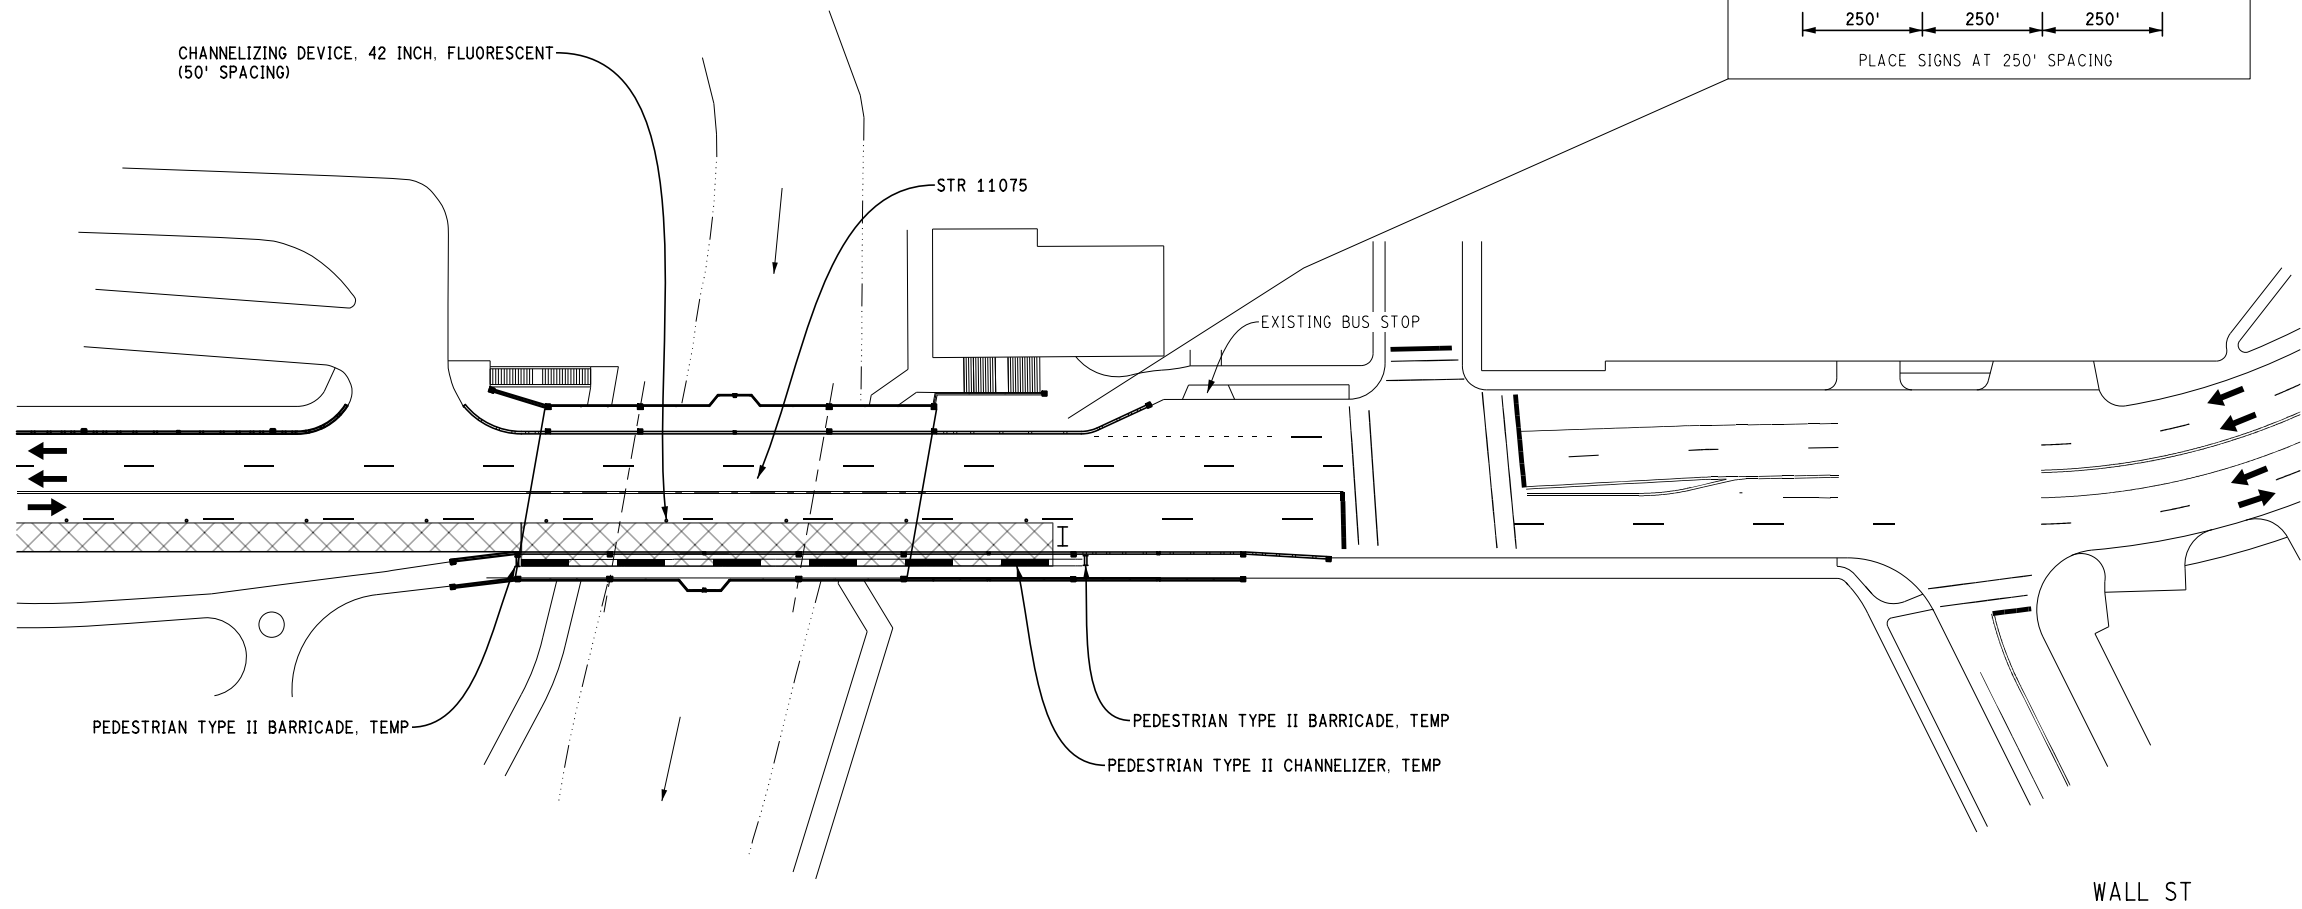 250' 250' 250'
PLACE SIGNS AT 250' SPACING
CHANNELIZING DEVICE, 42 INCH, FLUORESCENT
(50' SPACING)
STR 11075
EXISTING BUS STOP
PEDESTRIAN TYPE II BARRICADE, TEMP
PEDESTRIAN TYPE II BARRICADE, TEMP
PEDESTRIAN TYPE II CHANNELIZER, TEMP
WALL ST